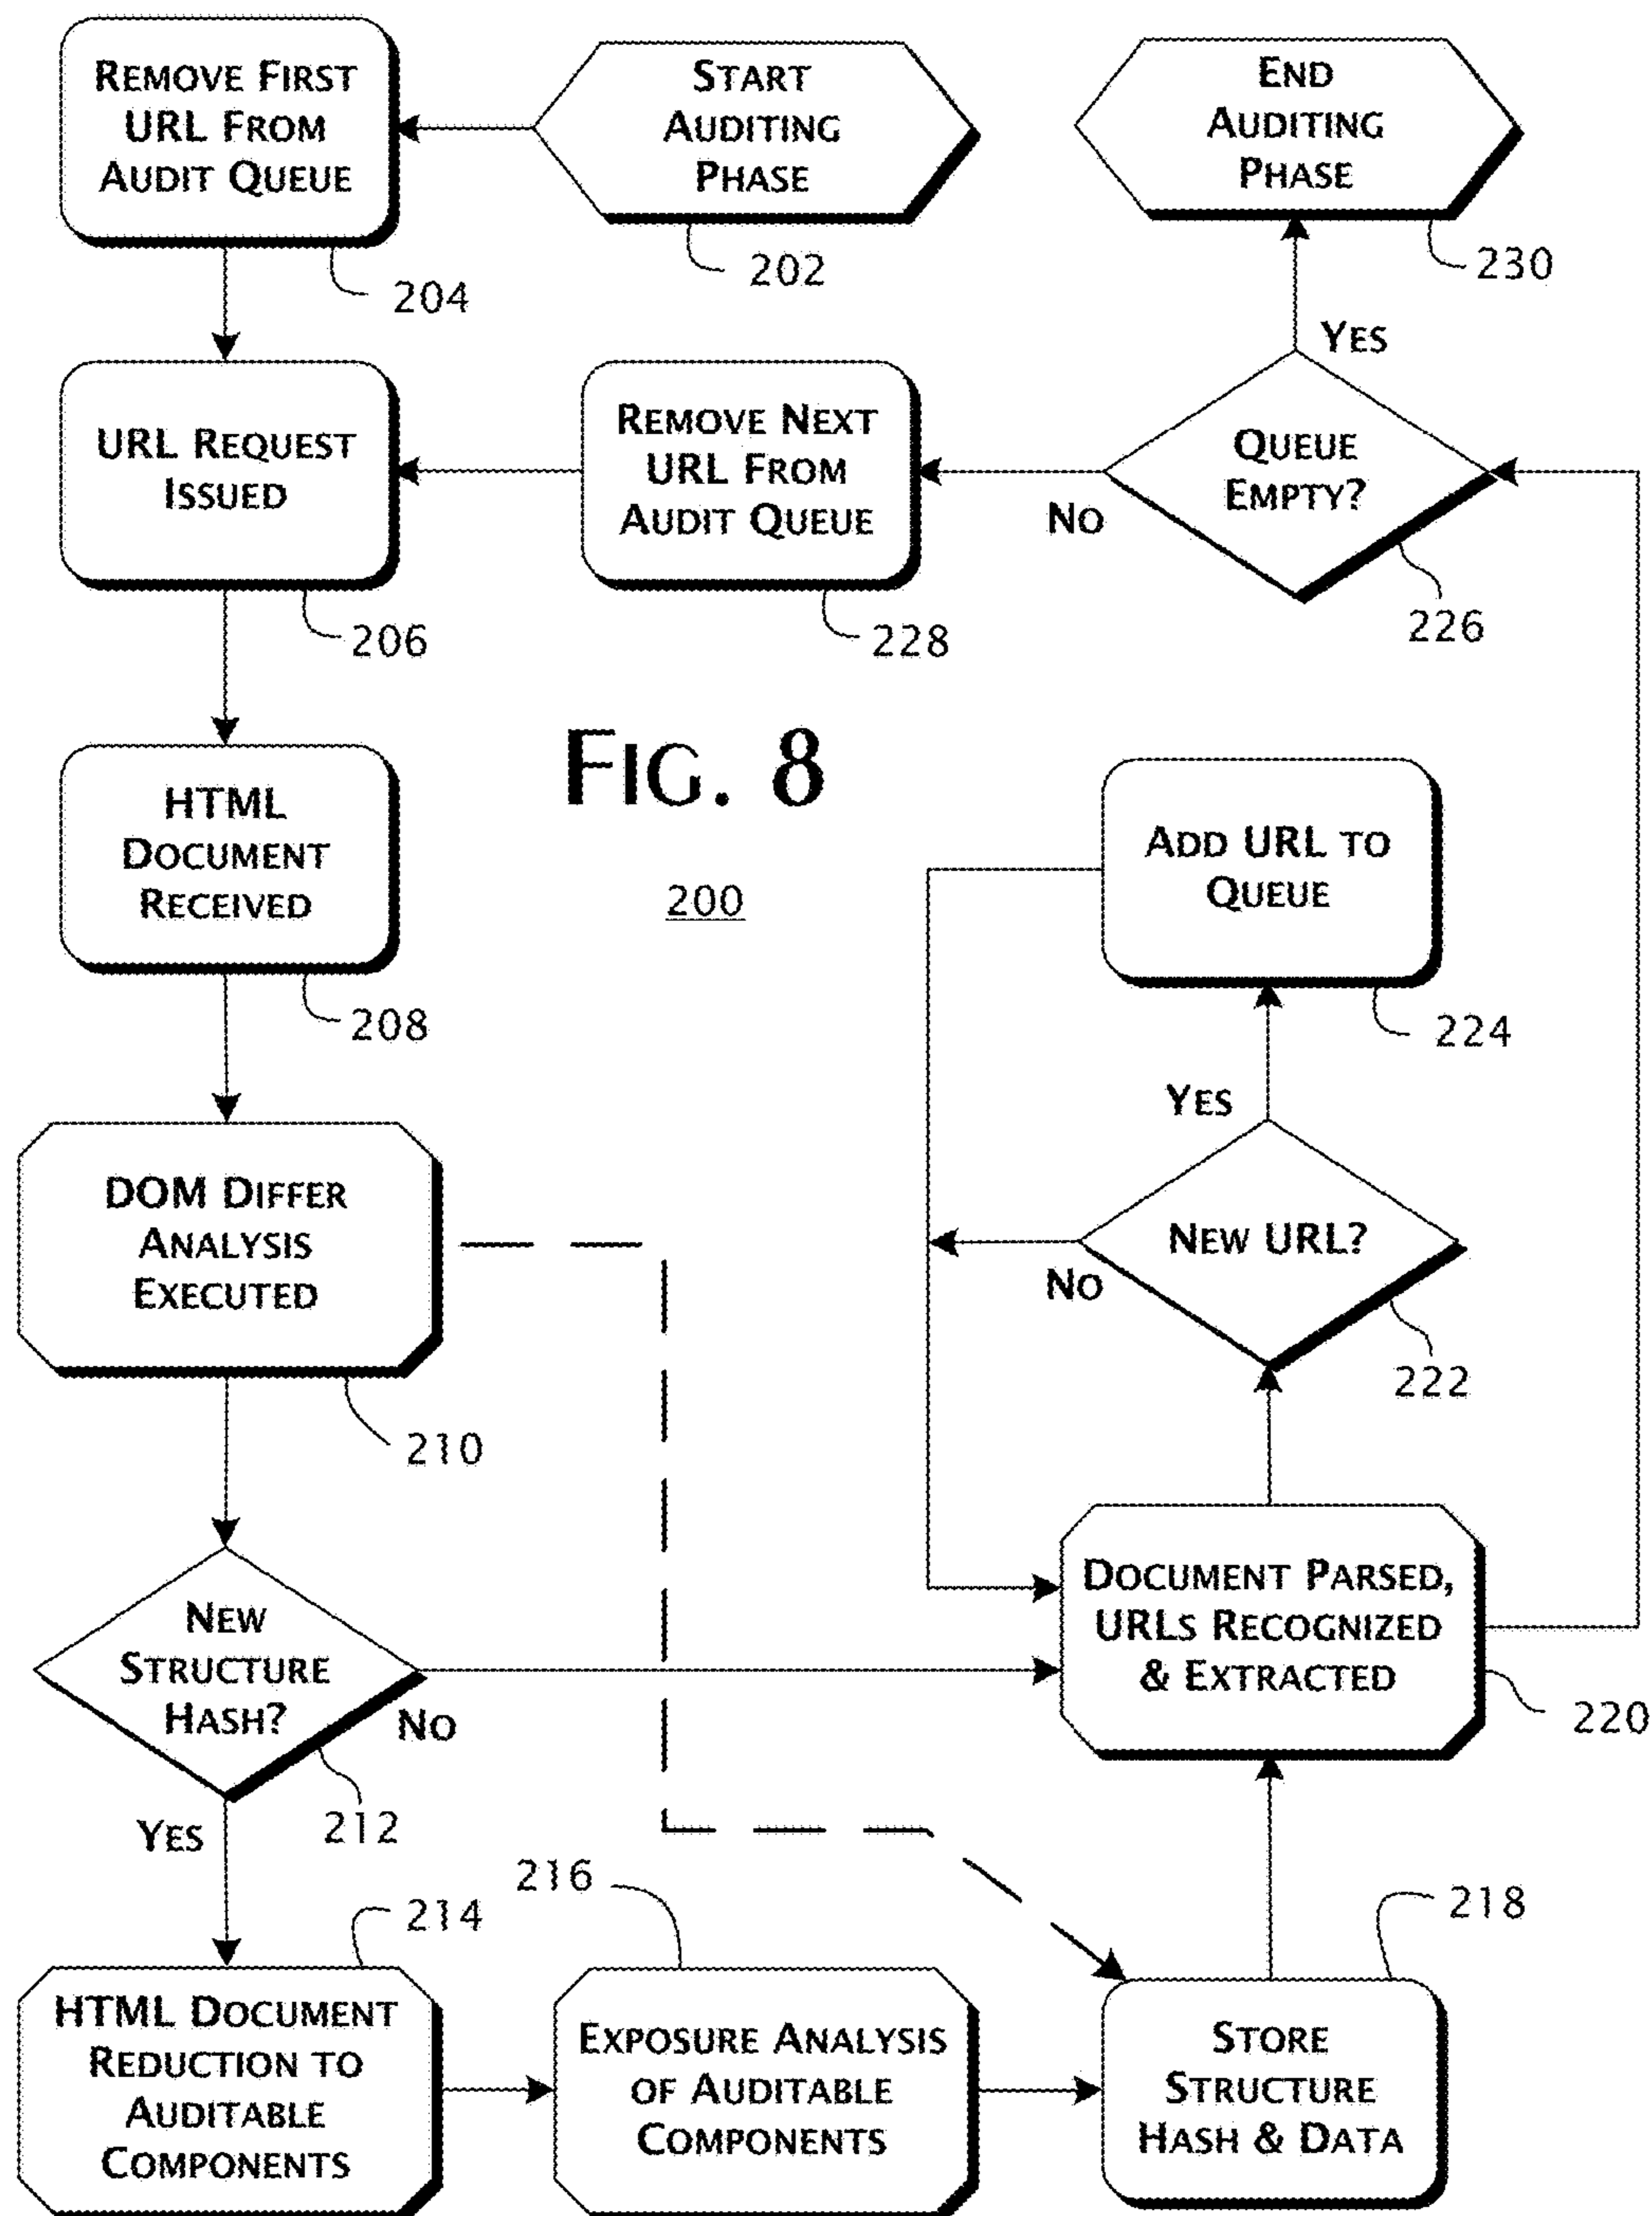 REMOVE FIRST
URL FROM
AUDIT QUEUE
204
START
AUDITING
PHASE
202
END
AUDITING
PHASE
230
URL REQUEST
ISSUED
206
REMOVE NEXT
URL FROM
AUDIT QUEUE
228
YES
QUEUE
EMPTY?
NO
226
FIG. 8
200
HTML
DOCUMENT
RECEIVED
208
ADD URL TO
QUEUE
224
YES
NEW URL?
NO
222
DOM DIFFER
ANALYSIS
EXECUTED
210
NEW
STRUCTURE
HASH?
NO
YES
212
DOCUMENT PARSED,
URLS RECOGNIZED
& EXTRACTED
220
214
HTML DOCUMENT
REDUCTION TO
AUDITABLE
COMPONENTS
216
EXPOSURE ANALYSIS
OF AUDITABLE
COMPONENTS
218
STORE
STRUCTURE
HASH & DATA